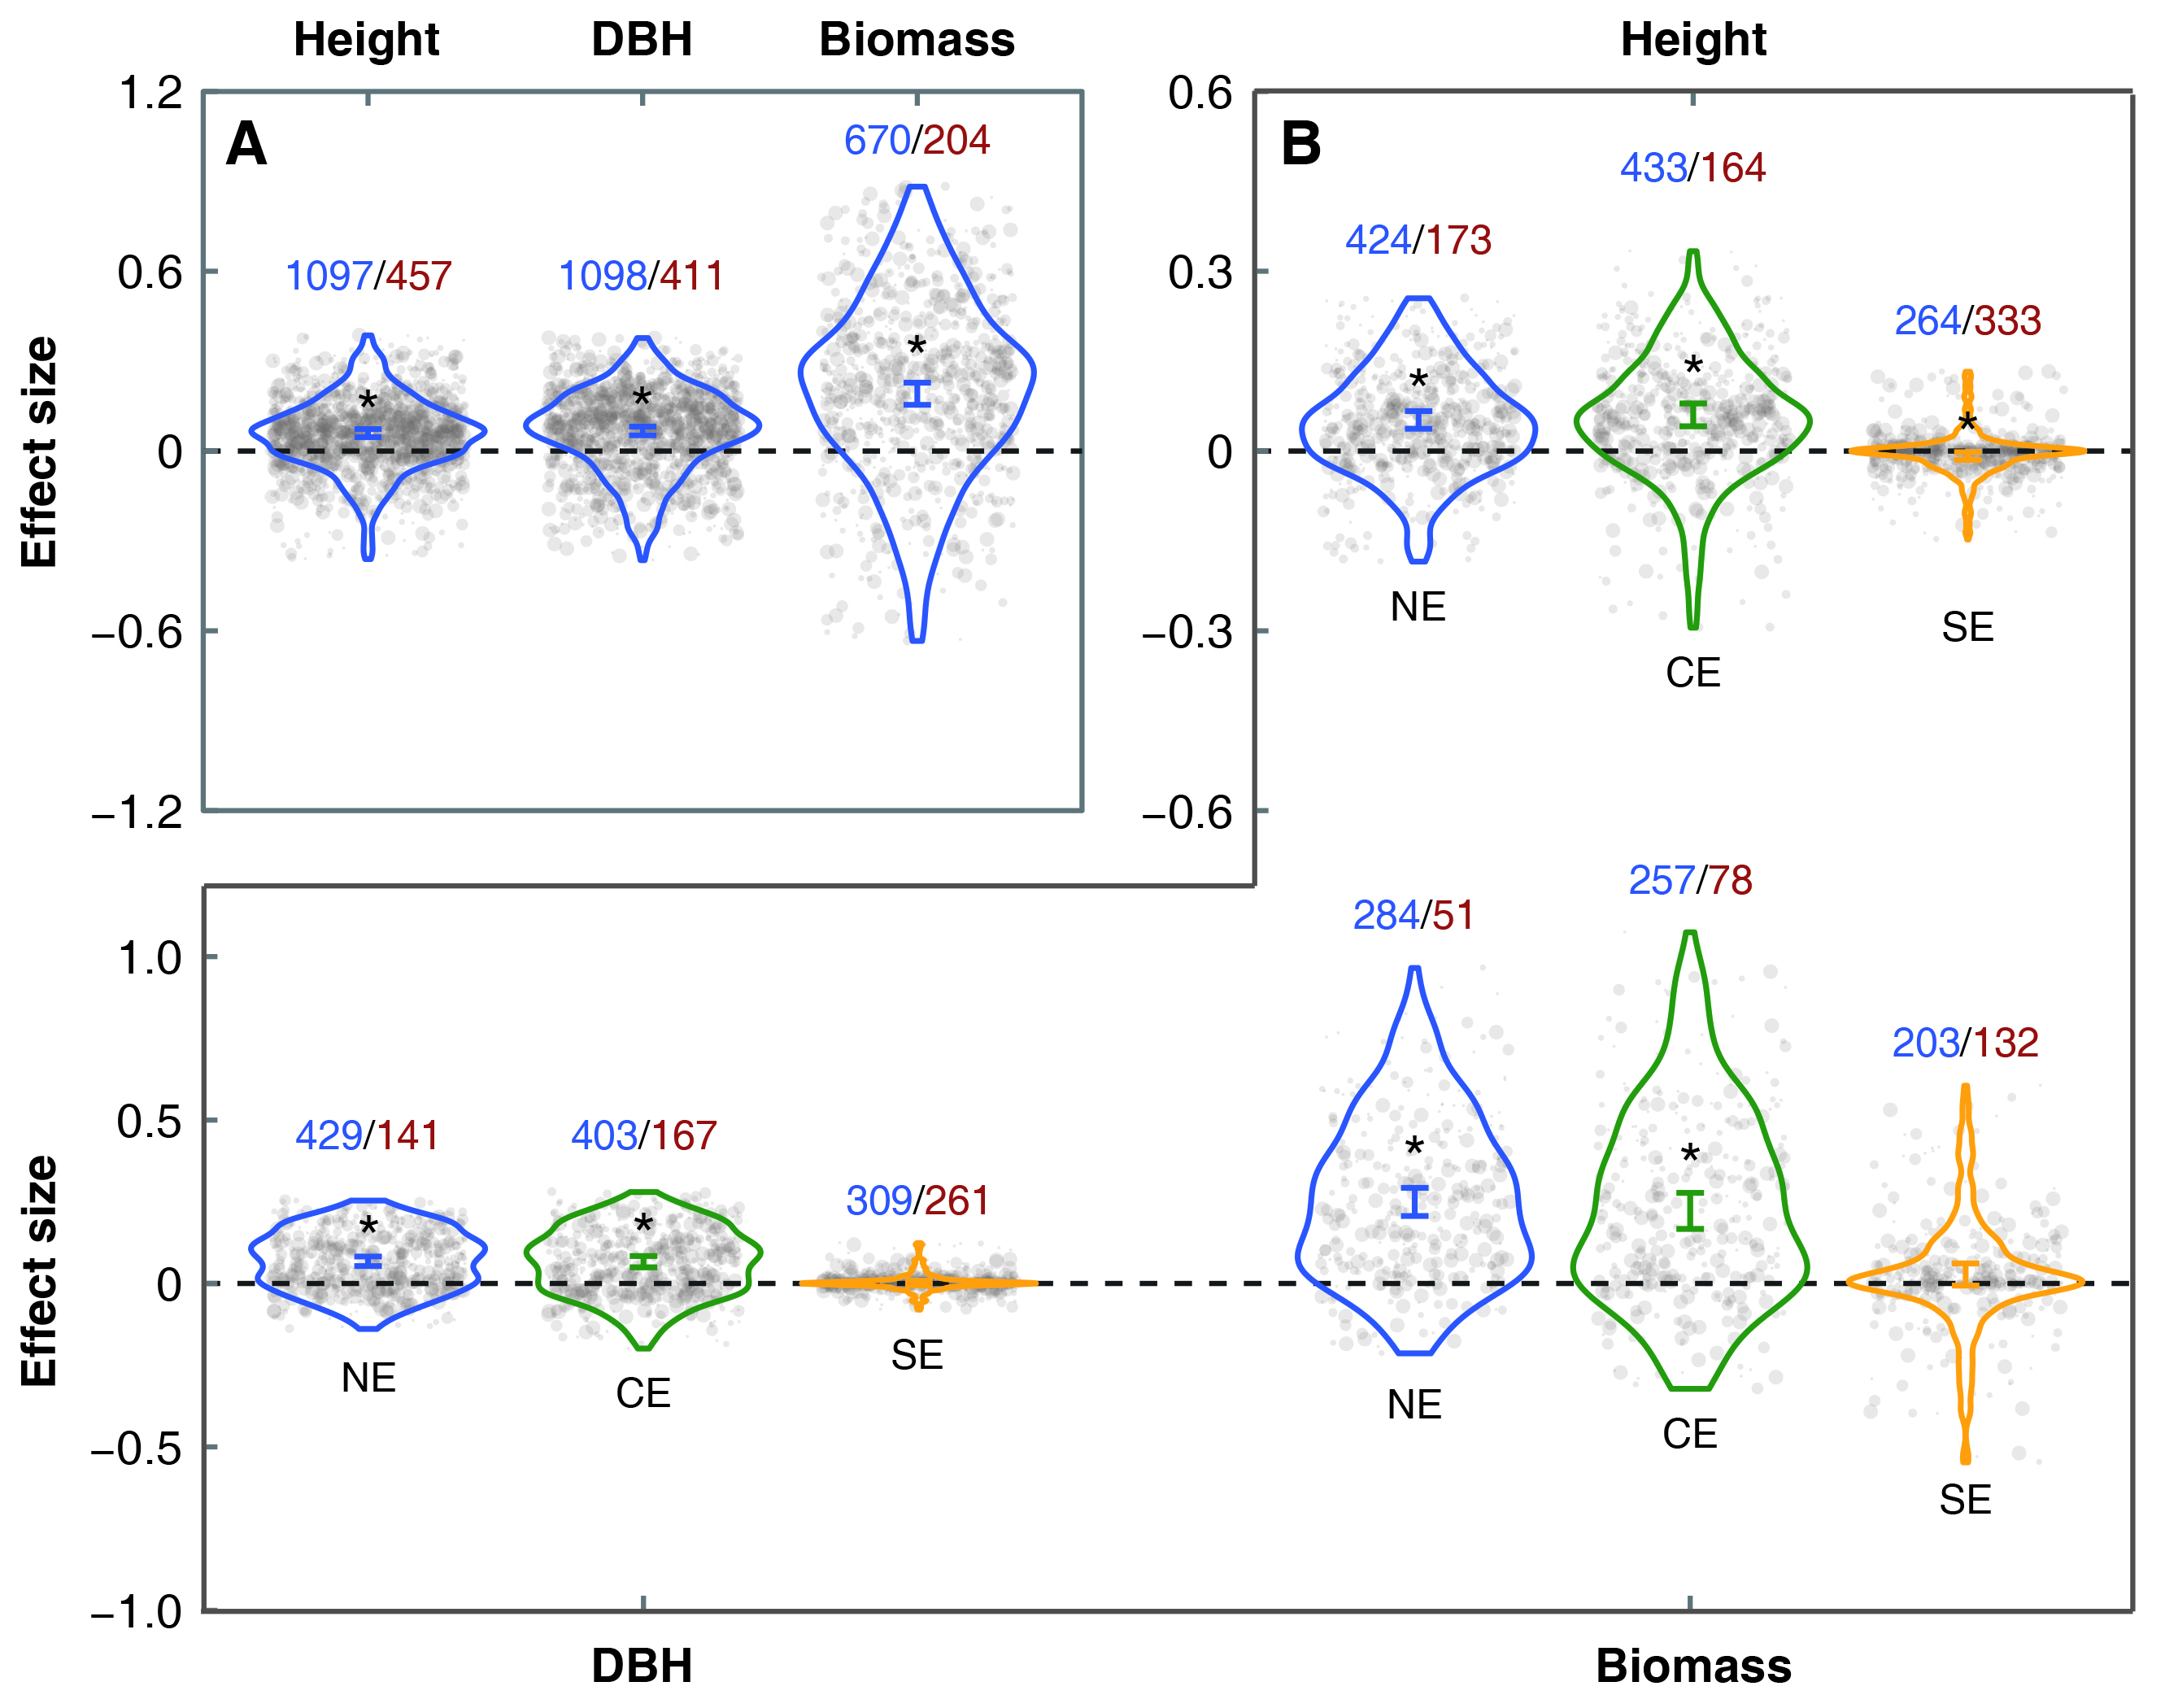 Height DBH Biomass
Effect size
1.2
0.6
0
−0.6
−1.2
A
1097/457
1098/411
670/204
*
*
*
Height
0.6
0.3
0
−0.3
−0.6
B
424/173
433/164
264/333
*
*
*
NE
CE
SE
Effect size
1.0
0.5
0
−0.5
−1.0
429/141
403/167
309/261
*
*
NE
CE
SE
284/51
257/78
203/132
*
*
NE
CE
SE
DBH
Biomass